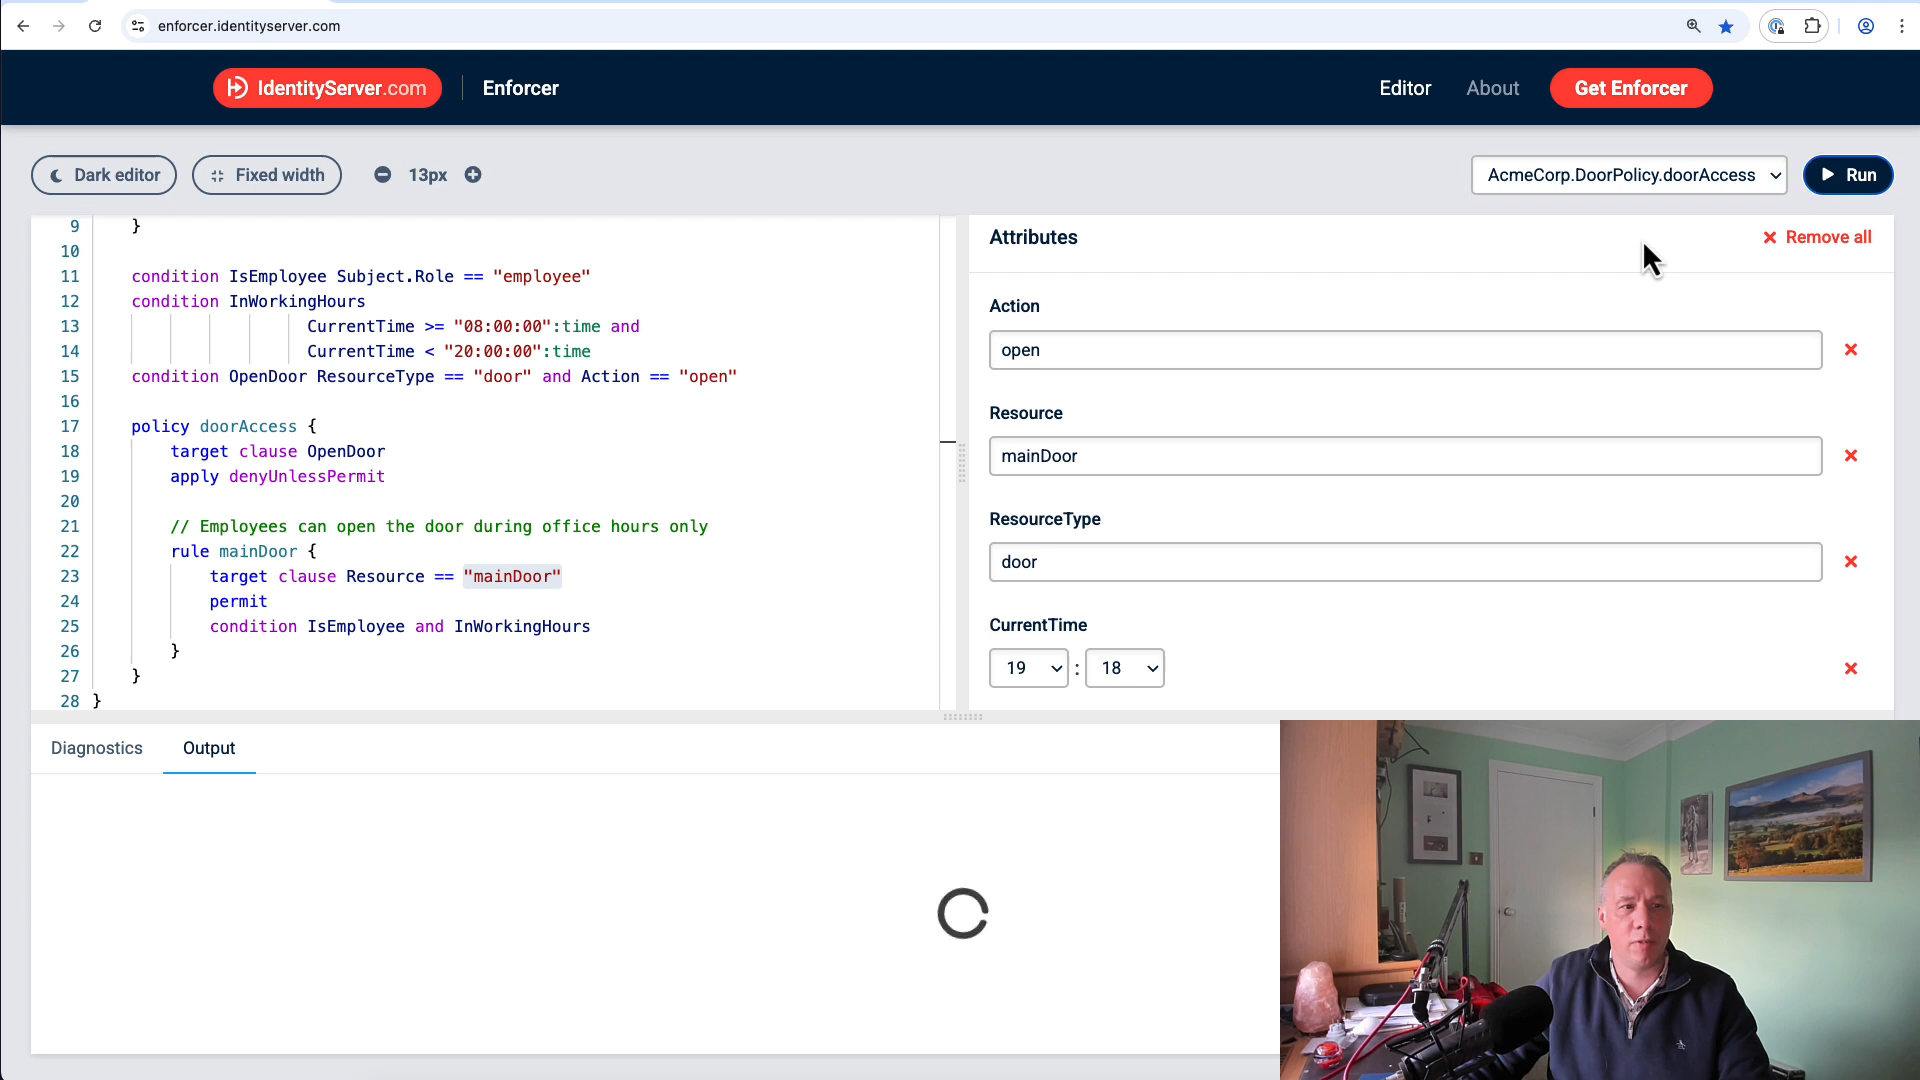 enforcer.identityserver.com
IdentityServer.com
Enforcer
Editor
About
Get Enforcer
Dark editor
Fixed width
13px
AcmeCorp.DoorPolicy.doorAccess
Run
9 }
10
11 condition IsEmployee Subject.Role == "employee"
12 condition InWorkingHours
13 CurrentTime >= "08:00:00":time and
14 CurrentTime < "20:00:00":time
15 condition OpenDoor ResourceType == "door" and Action == "open"
16
17 policy doorAccess {
18 target clause OpenDoor
19 apply denyUnlessPermit
20
21 // Employees can open the door during office hours only
22 rule mainDoor {
23 target clause Resource == "mainDoor"
24 permit
25 condition IsEmployee and InWorkingHours
26 }
27 }
28 }
Attributes
Remove all
Action
open
Resource
mainDoor
ResourceType
door
CurrentTime
19 : 18
Diagnostics
Output